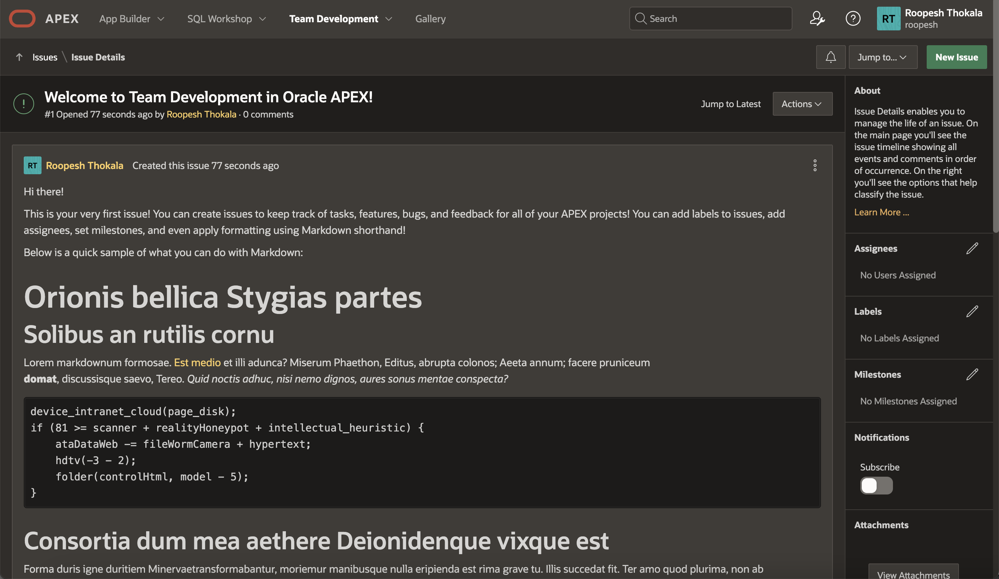 APEX App Builder SQL Workshop Team Development Gallery Search ? RT Roopesh Thokala
roopesh
Issues \ Issue Details Jump to... New Issue
! Welcome to Team Development in Oracle APEX!
#1 Opened 77 seconds ago by Roopesh Thokala · 0 comments
Jump to Latest Actions
RT Roopesh Thokala Created this issue 77 seconds ago
Hi there!
This is your very first issue! You can create issues to keep track of tasks, features, bugs, and feedback for all of your APEX projects! You can add labels to issues, add
assignees, set milestones, and even apply formatting using Markdown shorthand!
Below is a quick sample of what you can do with Markdown:
Orionis bellica Stygias partes
Solibus an rutilis cornu
Lorem markdownum formosae. Est medio et illi adunca? Miserum Phaethon, Editus, abrupta colonos; Aeeta annum; facere pruniceum
domat, discussisque saevo, Tereo. Quid noctis adhuc, nisi nemo dignos, aures sonus mentae conspecta?
device_intranet_cloud(page_disk);
if (81 >= scanner + realityHoneypot + intellectual_heuristic) {
    ataDataWeb -= fileWormCamera + hypertext;
    hdtv(-3 - 2);
    folder(controlHtml, model - 5);
}
Consortia dum mea aethere Deionidenque vixque est
Forma duris igne duritiem Minervaetransformabantur, moriemur manibusque nulla eripienda est rima grave tu. Illis succedat fit. Ter amo quod plurima, non ab
About
Issue Details enables you to
manage the life of an issue. On
the main page you'll see the
issue timeline showing all
events and comments in order
of occurrence. On the right
you'll see the options that help
classify the issue.
Learn More ...
Assignees
No Users Assigned
Labels
No Labels Assigned
Milestones
No Milestones Assigned
Notifications
Subscribe
Attachments
View Attachments